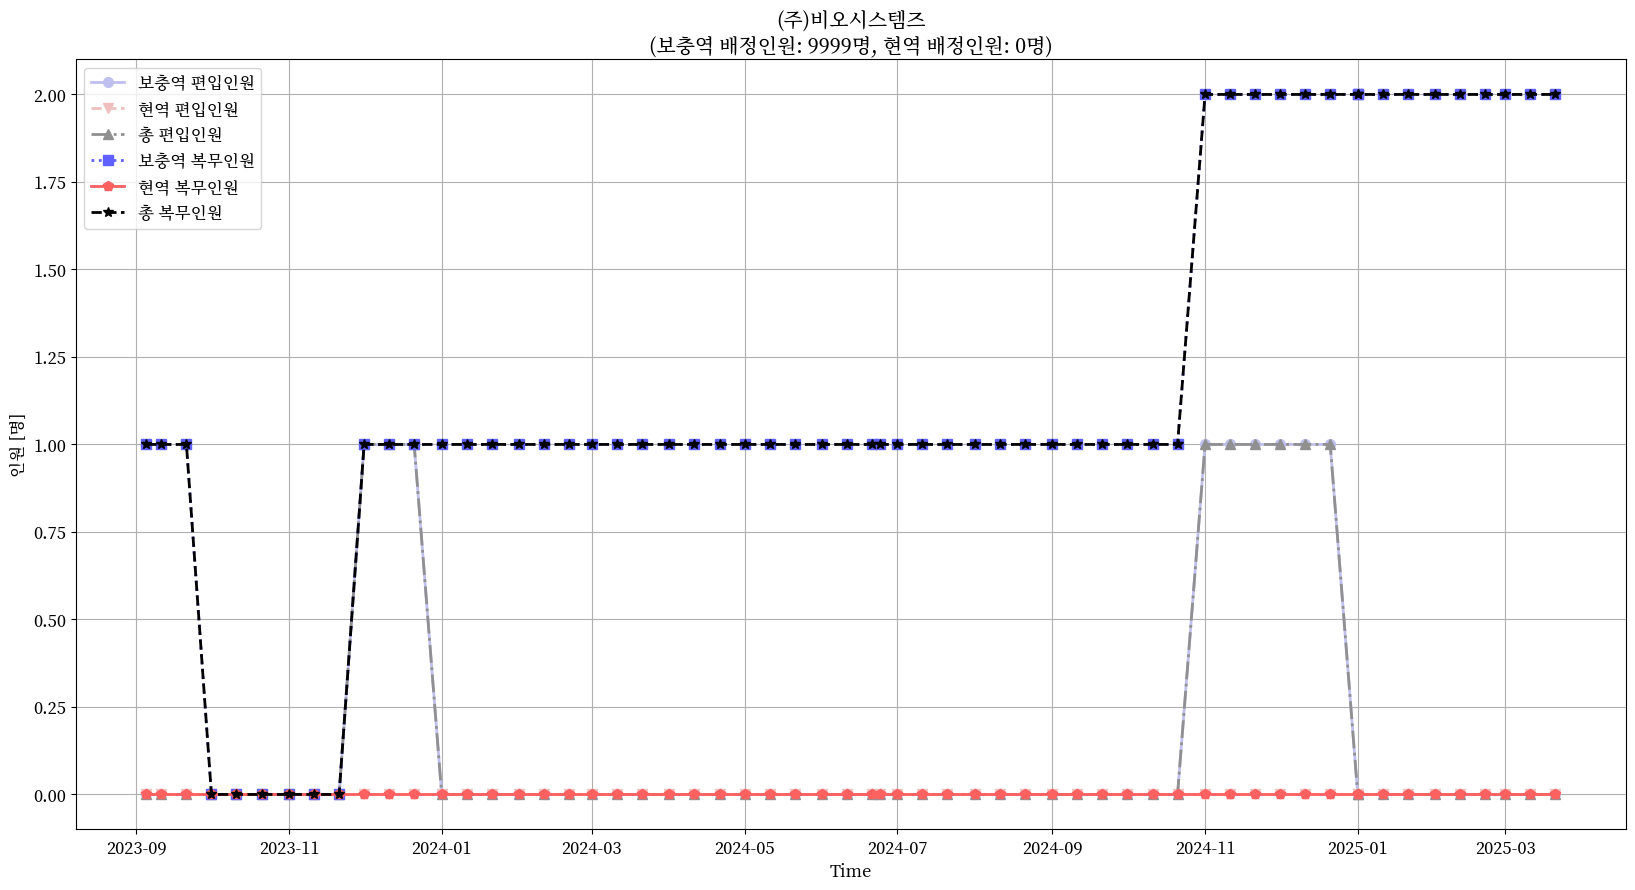 (주)비오시스템즈
(보충역 배정인원: 9999명, 현역 배정인원: 0명)
보충역 편입인원
현역 편입인원
총 편입인원
보충역 복무인원
현역 복무인원
총 복무인원
2.00
1.75
1.50
1.25
1.00
0.75
0.50
0.25
0.00
인원 [명]
2023-09
2023-11
2024-01
2024-03
2024-05
2024-07
2024-09
2024-11
2025-01
2025-03
Time